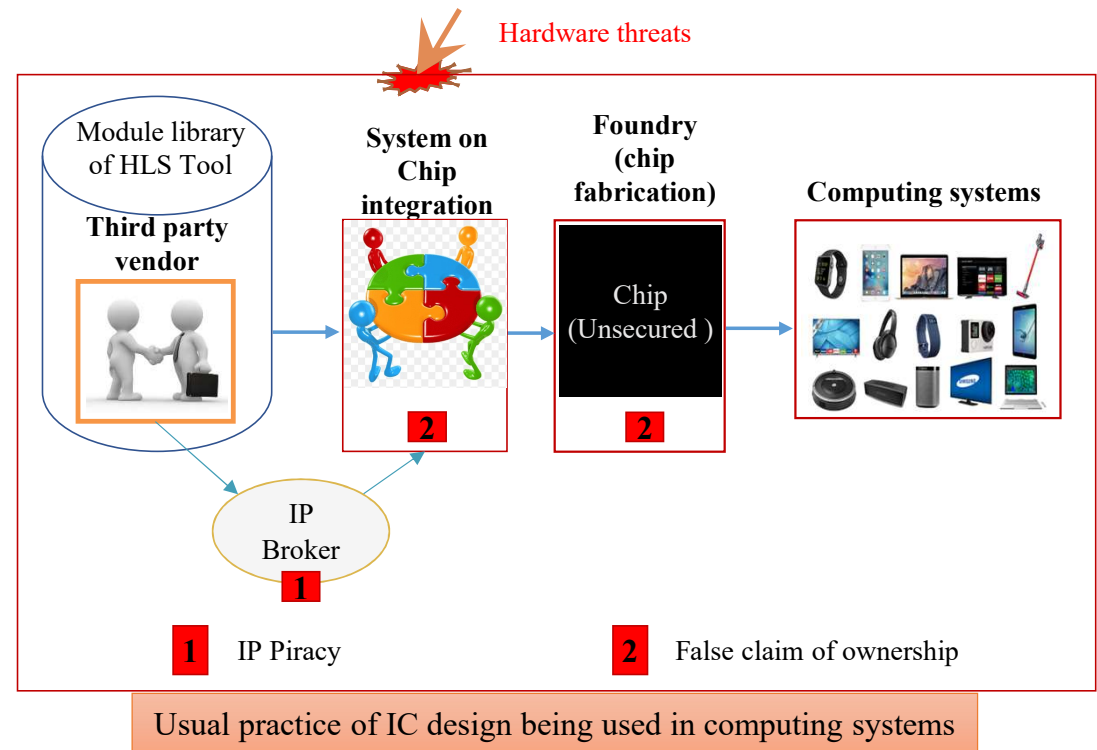 Hardware threats
Module library
of HLS Tool
Third party
vendor
System on
Chip
integration
2
Foundry
(chip
fabrication)
Chip
(Unsecured )
2
Computing systems
SAMSUNG
IP
Broker
1
1 IP Piracy
2 False claim of ownership
Usual practice of IC design being used in computing systems